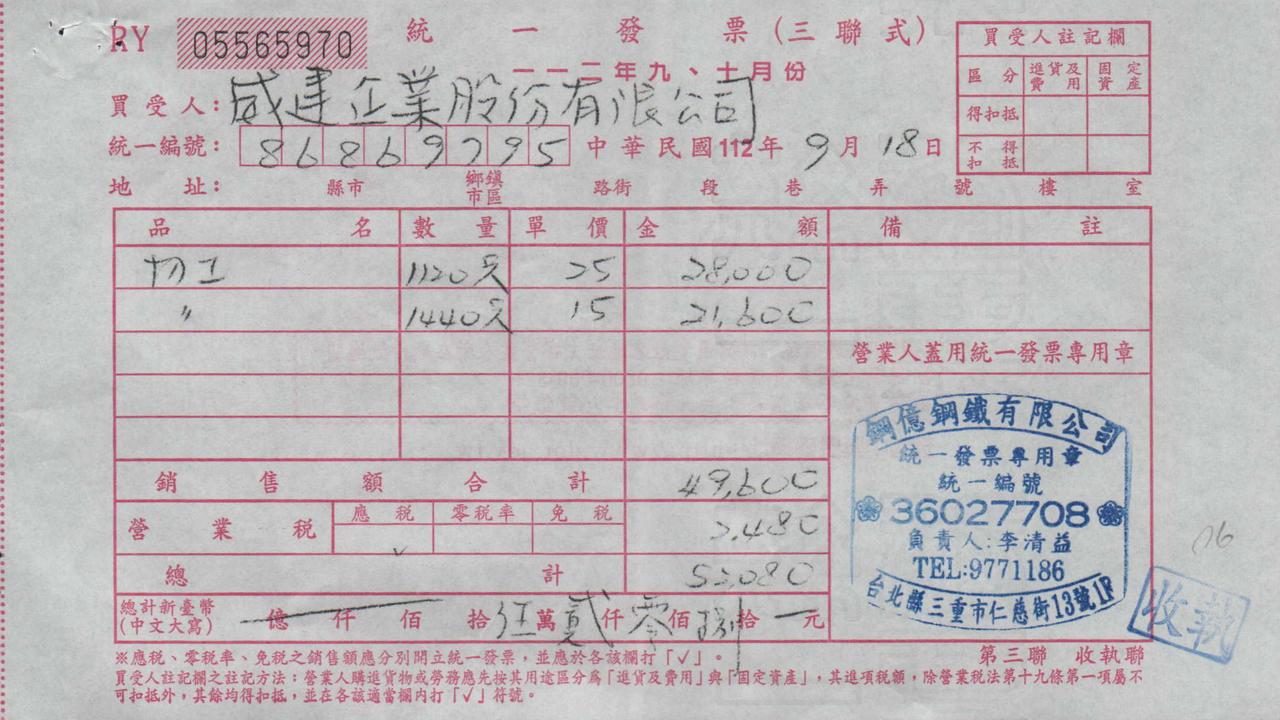 RY 05565970 統一發票(三聯式)
一一二年九、十月份
買受人註記欄
區分 進貨及費用 固定資產
得扣抵
不得扣抵
買受人: 威建企業股份有限公司
統一編號: 86869795 中華民國112年9月18日
地址: 縣市 鄉鎮市區 路街 段 巷 弄 號 樓 室
品名 數量 單價 金額 備註
切工 1120支 25 28,000
〃 1440支 15 21,600
營業人蓋用統一發票專用章
銷售額合計 49,600
營業稅 應稅 零稅率 免稅 2,480
v
總計 52,080
總計新臺幣(中文大寫) 億 仟 佰 拾 伍萬 貳仟 零佰 捌拾 元
鋼億鋼鐵有限公司
統一發票專用章
統一編號
36027708
負責人:李清益
TEL:9771186
台北縣三重市仁慈街13號1F
收執
※應稅、零稅率、免稅之銷售額應分別開立統一發票,並應於各該欄打「✓」。
第三聯 收執聯
買受人註記欄之註記方法:營業人購進貨物或勞務應先按其用途區分為「進貨及費用」與「固定資產」,其進項稅額,除營業稅法第十九條第一項屬不
可扣抵外,其餘均得扣抵,並在各該適當欄內打「✓」符號。